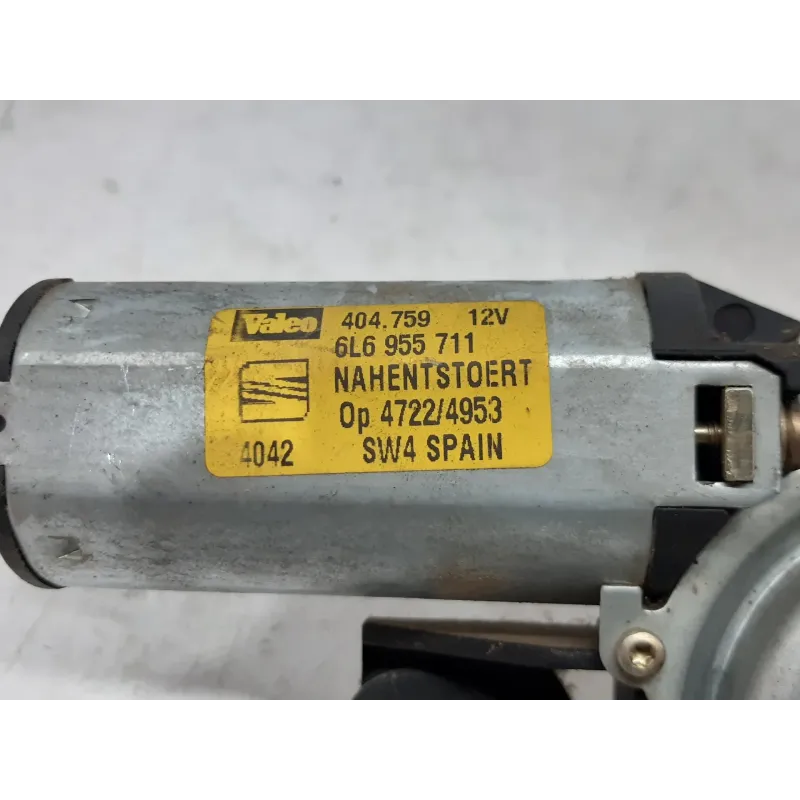 Valeo 404.759 12V
6L6 955 711
NAHENTSTOERT
Op 4722/4953
4042 SW4 SPAIN